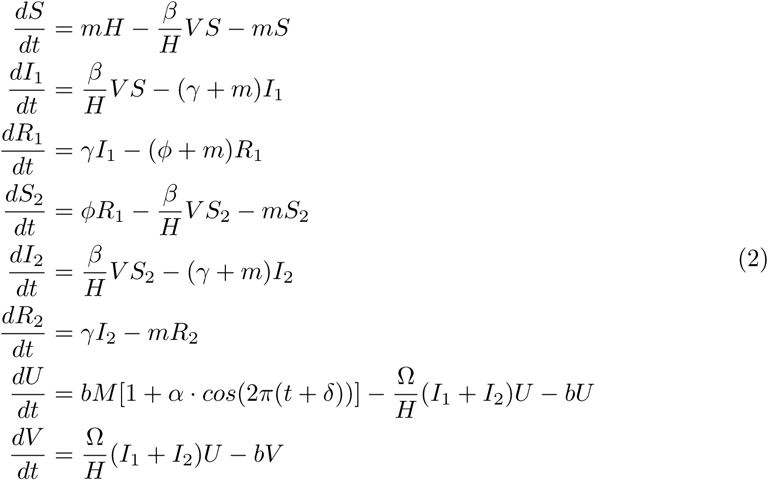 dS/dt = mH − β/H VS − mS
dI₁/dt = β/H VS − (γ + m)I₁
dR₁/dt = γI₁ − (ϕ + m)R₁
dS₂/dt = ϕR₁ − β/H VS₂ − mS₂
dI₂/dt = β/H VS₂ − (γ + m)I₂
(2)
dR₂/dt = γI₂ − mR₂
dU/dt = bM[1 + α · cos(2π(t + δ))] − Ω/H (I₁ + I₂)U − bU
dV/dt = Ω/H (I₁ + I₂)U − bV